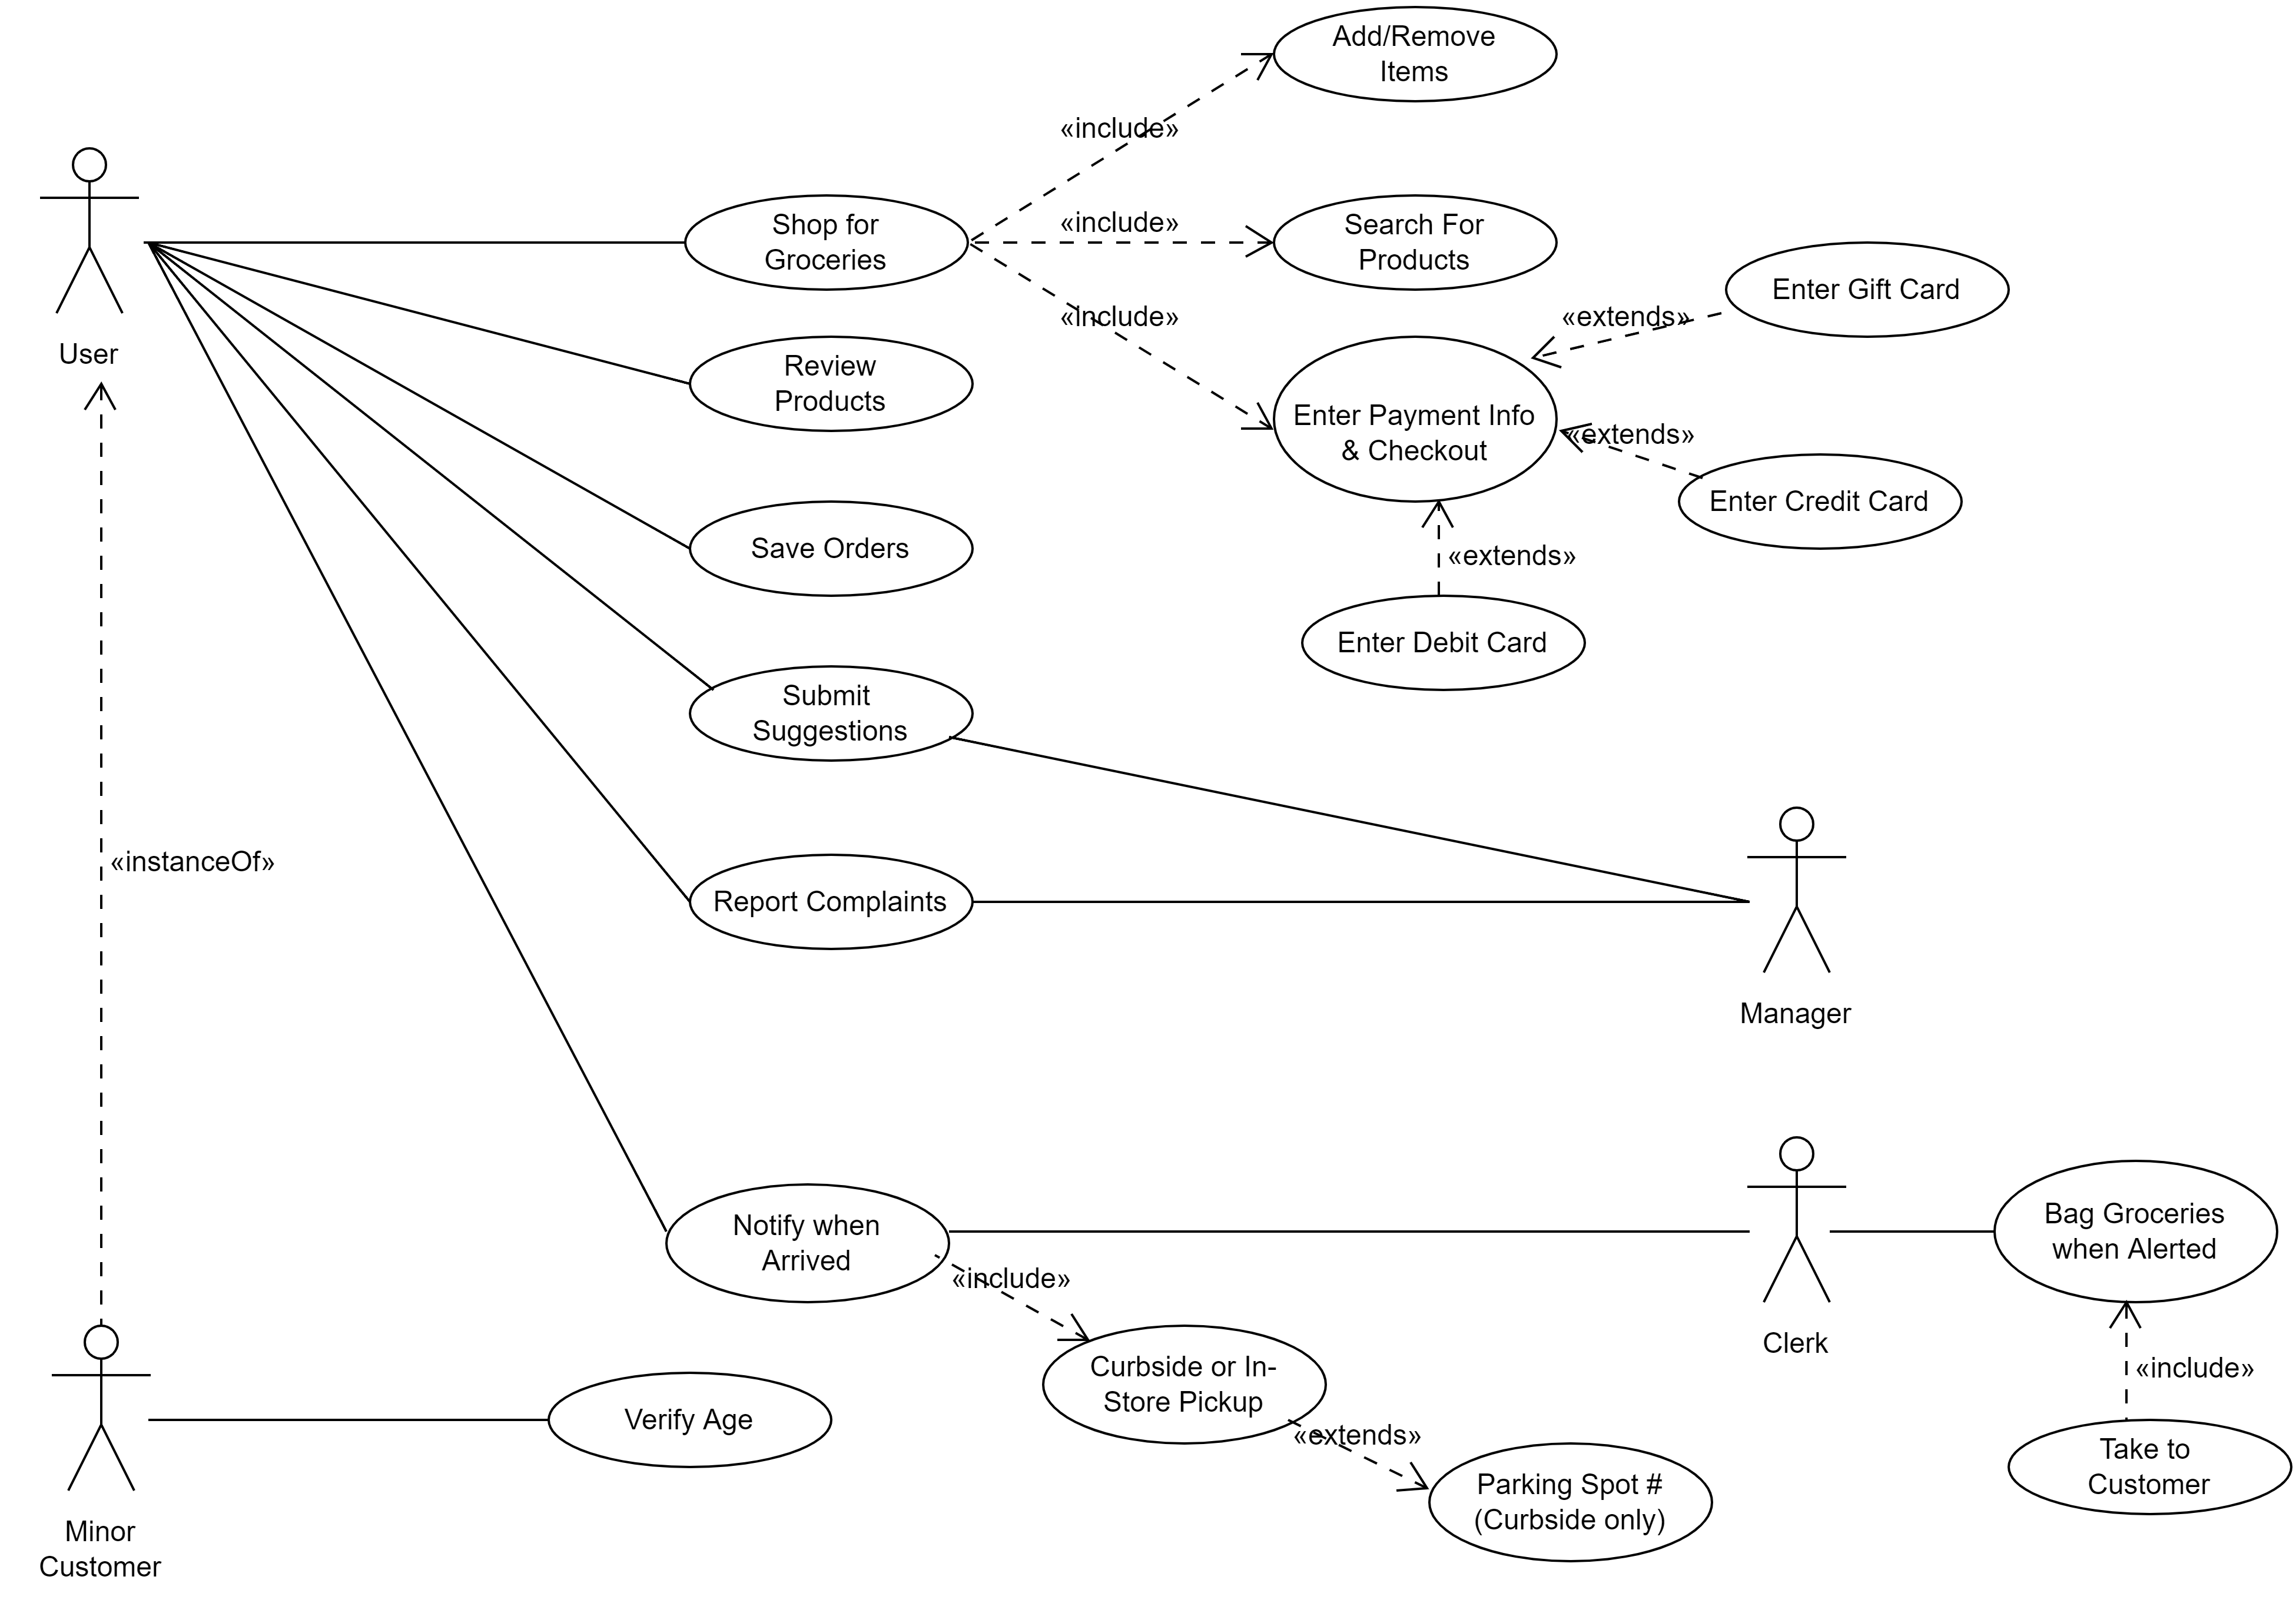 Add/Remove
Items
«include»
User
Shop for
Groceries
«include»
Search For
Products
«include»
Enter Gift Card
«extends»
Review
Products
Enter Payment Info
& Checkout
«extends»
Enter Credit Card
Save Orders
«extends»
Enter Debit Card
Submit
Suggestions
«instanceOf»
Report Complaints
Manager
Notify when
Arrived
Bag Groceries
when Alerted
«include»
Clerk
Curbside or In-
Store Pickup
«include»
Verify Age
«extends»
Take to
Customer
Parking Spot #
(Curbside only)
Minor
Customer